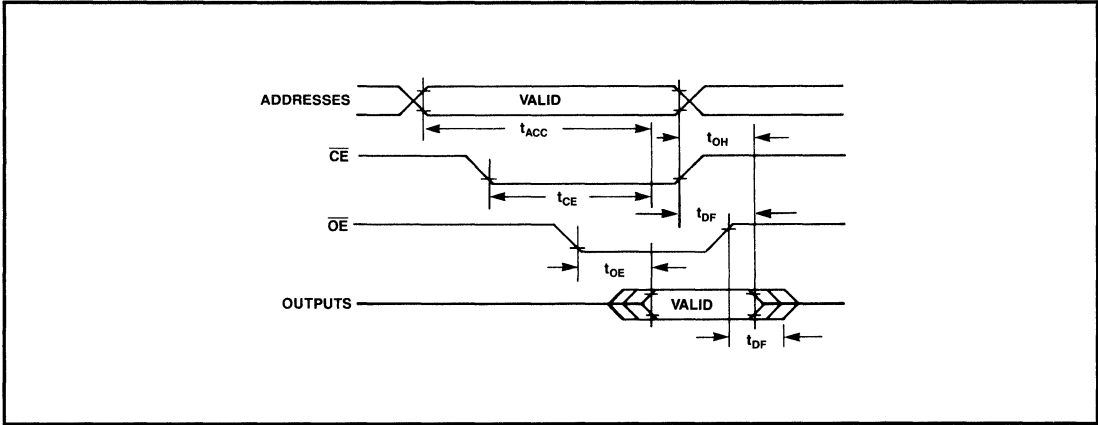 ADDRESSES
VALID
tACC
tOH
CE
tCE
tDF
OE
tOE
OUTPUTS
VALID
tDF